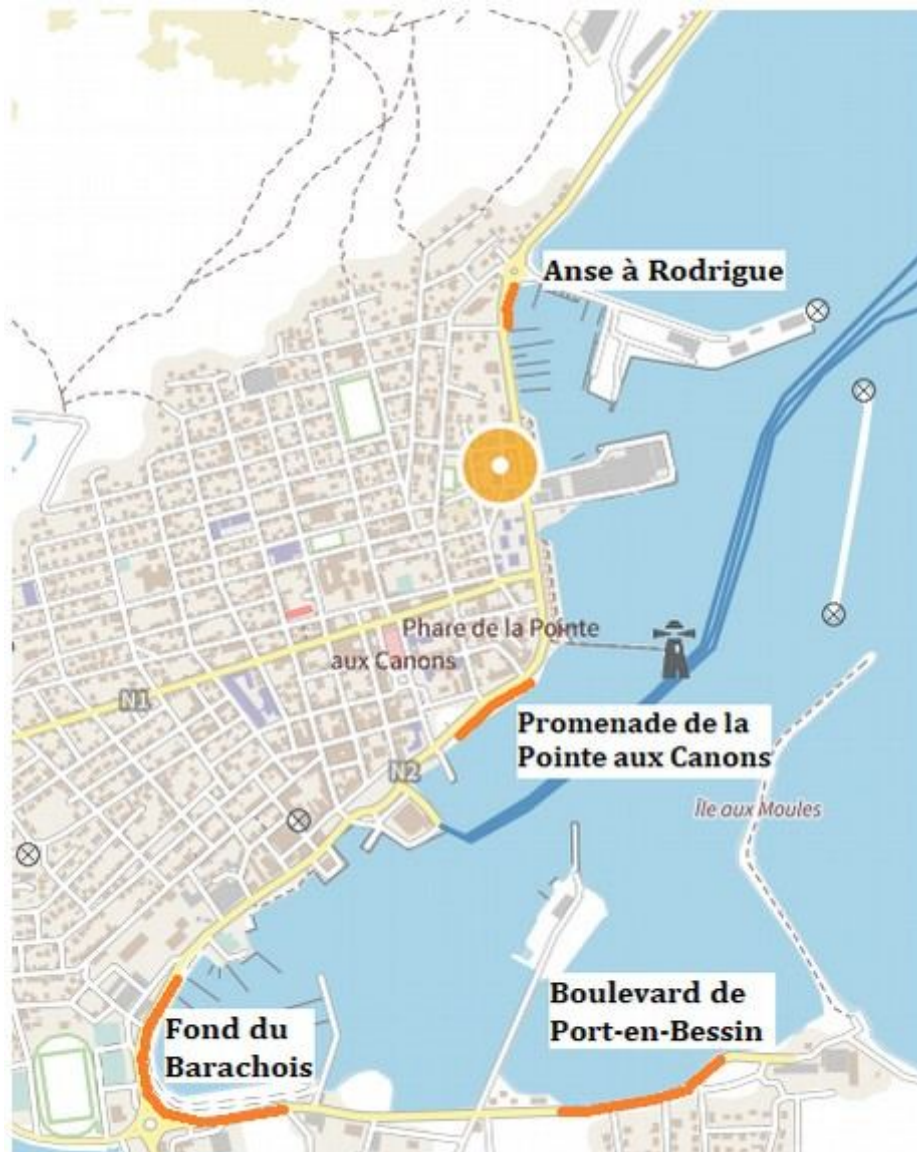 Anse à Rodrigue
Phare de la Pointe
aux Canons
N1
Promenade de la
Pointe aux Canons
N2
Île aux Moules
Boulevard de
Port-en-Bessin
Fond du
Barachois